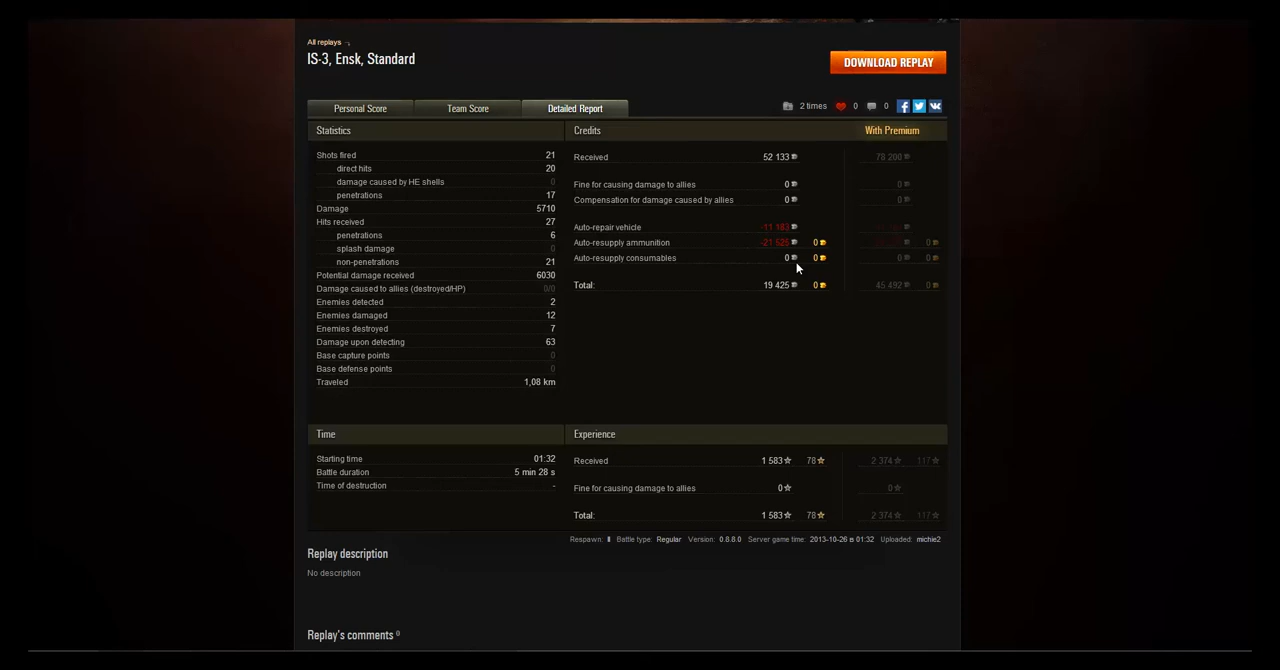 All replays
IS-3, Ensk, Standard
DOWNLOAD REPLAY
Personal Score Team Score Detailed Report 2 times 0 0
Statistics
Shots fired 21
direct hits 20
damage caused by HE shells 0
penetrations 17
Damage 5710
Hits received 27
penetrations 6
splash damage 0
non-penetrations 21
Potential damage received 6030
Damage caused to allies (destroyed/HP) 0/0
Enemies detected 2
Enemies damaged 12
Enemies destroyed 7
Damage upon detecting 63
Base capture points 0
Base defense points 0
Traveled 1,08 km
Credits With Premium
Received 52 133 78 200
Fine for causing damage to allies 0 0
Compensation for damage caused by allies 0 0
Auto-repair vehicle -11 183
Auto-resupply ammunition -21 525 0 0
Auto-resupply consumables 0 0 0 0
Total: 19 425 0 45 492 0
Time
Starting time 01:32
Battle duration 5 min 28 s
Time of destruction -
Experience
Received 1 583 78 2 374 117
Fine for causing damage to allies 0 0
Total: 1 583 78 2 374 117
Respawn: II Battle type: Regular Version: 0.8.8.0 Server game time: 2013-10-26 в 01:32 Uploaded: michie2
Replay description
No description
Replay's comments 0